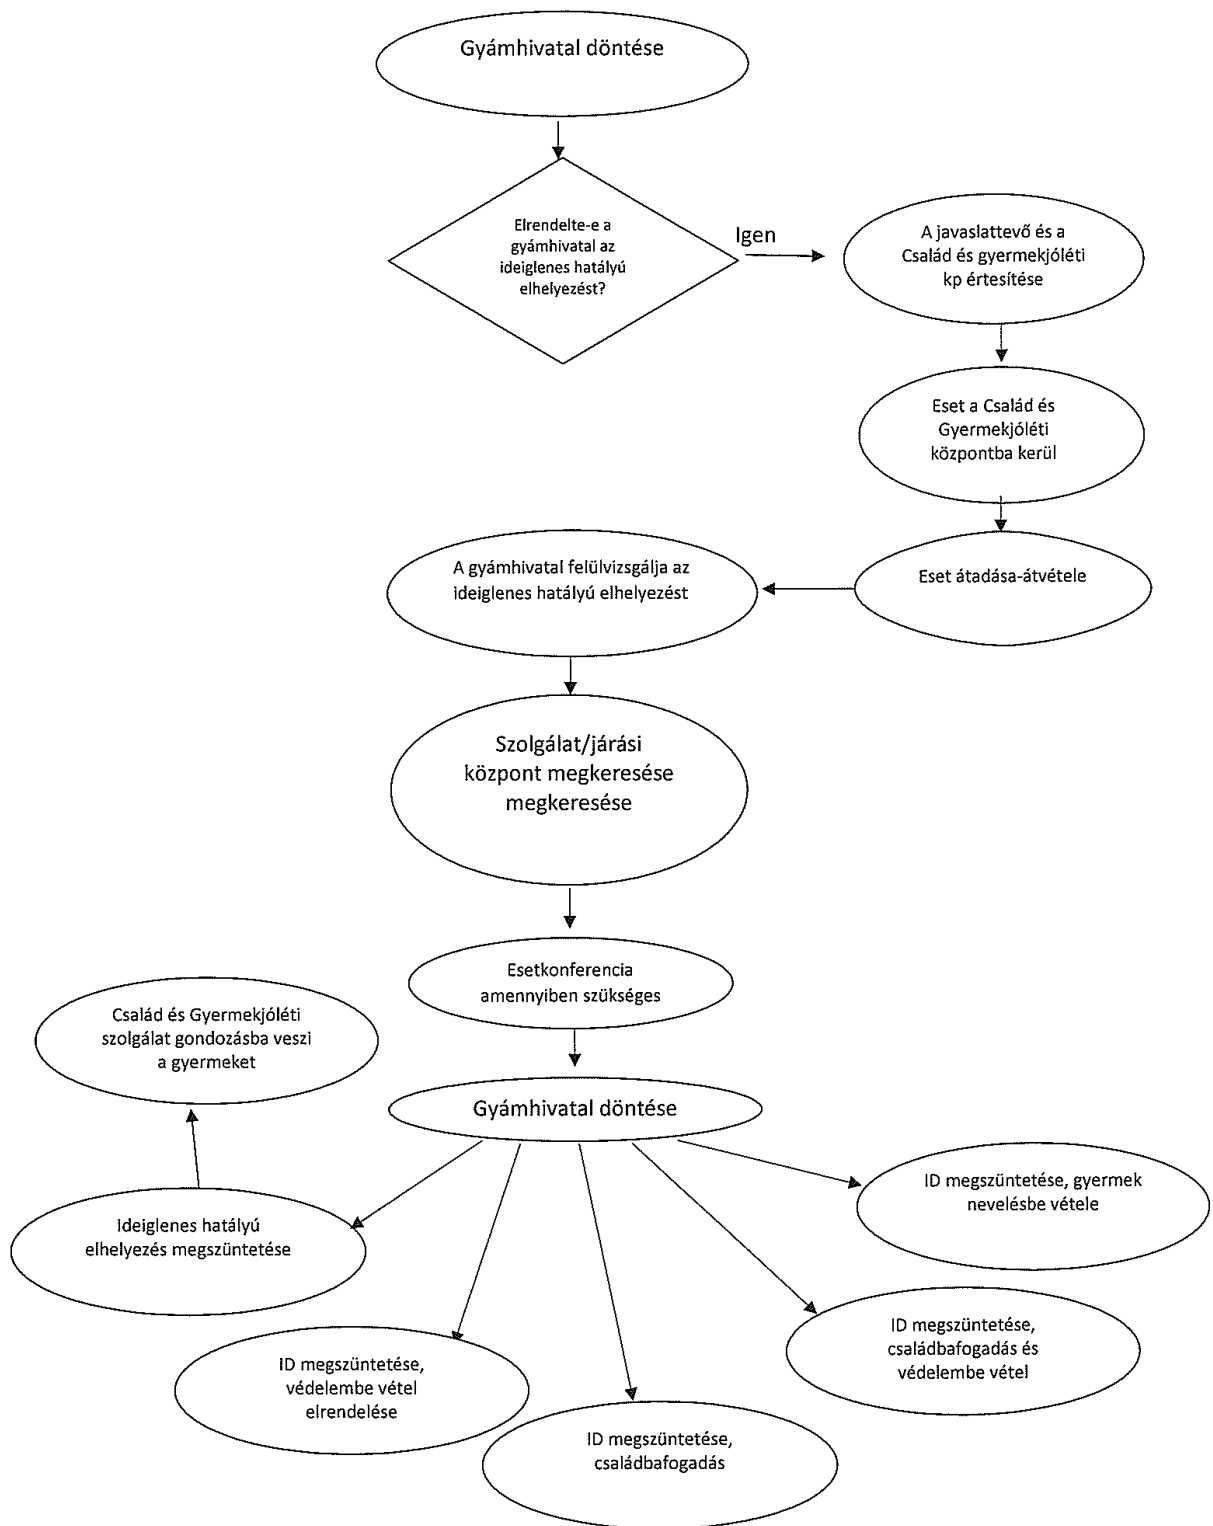 Gyámhivatal döntése
Elrendelte-e a
gyámhivatal az
ideiglenes hatályú
elhelyezést?
Igen
A javaslattevő és a
Család és gyermekjóléti
kp értesítése
Eset a Család és
Gyermekjóléti
központba kerül
Eset átadása-átvétele
A gyámhivatal felülvizsgálja az
ideiglenes hatályú elhelyezést
Szolgálat/járási
központ megkeresése
megkeresése
Esetkonferencia
amennyiben szükséges
Család és Gyermekjóléti
szolgálat gondozásba veszi
a gyermeket
Gyámhivatal döntése
Ideiglenes hatályú
elhelyezés megszüntetése
ID megszüntetése, gyermek
nevelésbe vétele
ID megszüntetése,
családbafogadás és
védelembe vétel
ID megszüntetése,
védelembe vétel
elrendelése
ID megszüntetése,
családbafogadás